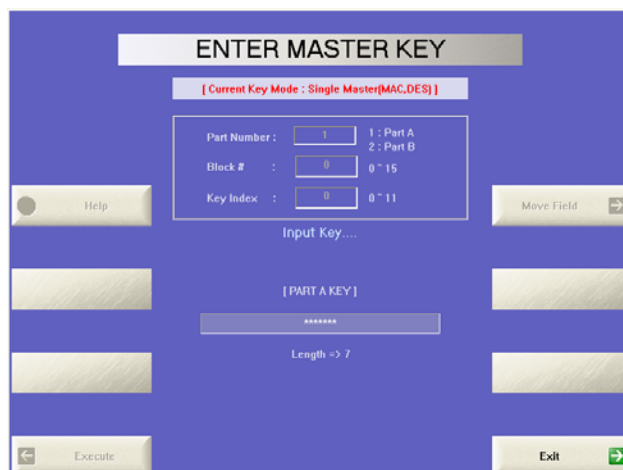 ENTER MASTER KEY
[ Current Key Mode : Single Master(MAC,DES) ]
Part Number : 1 1 : Part A
2 : Part B
Block # : 0 0 ~ 15
Key Index : 0 0 ~ 11
Help
Move Field
Input Key....
[ PART A KEY ]
*******
Length => 7
Execute
Exit